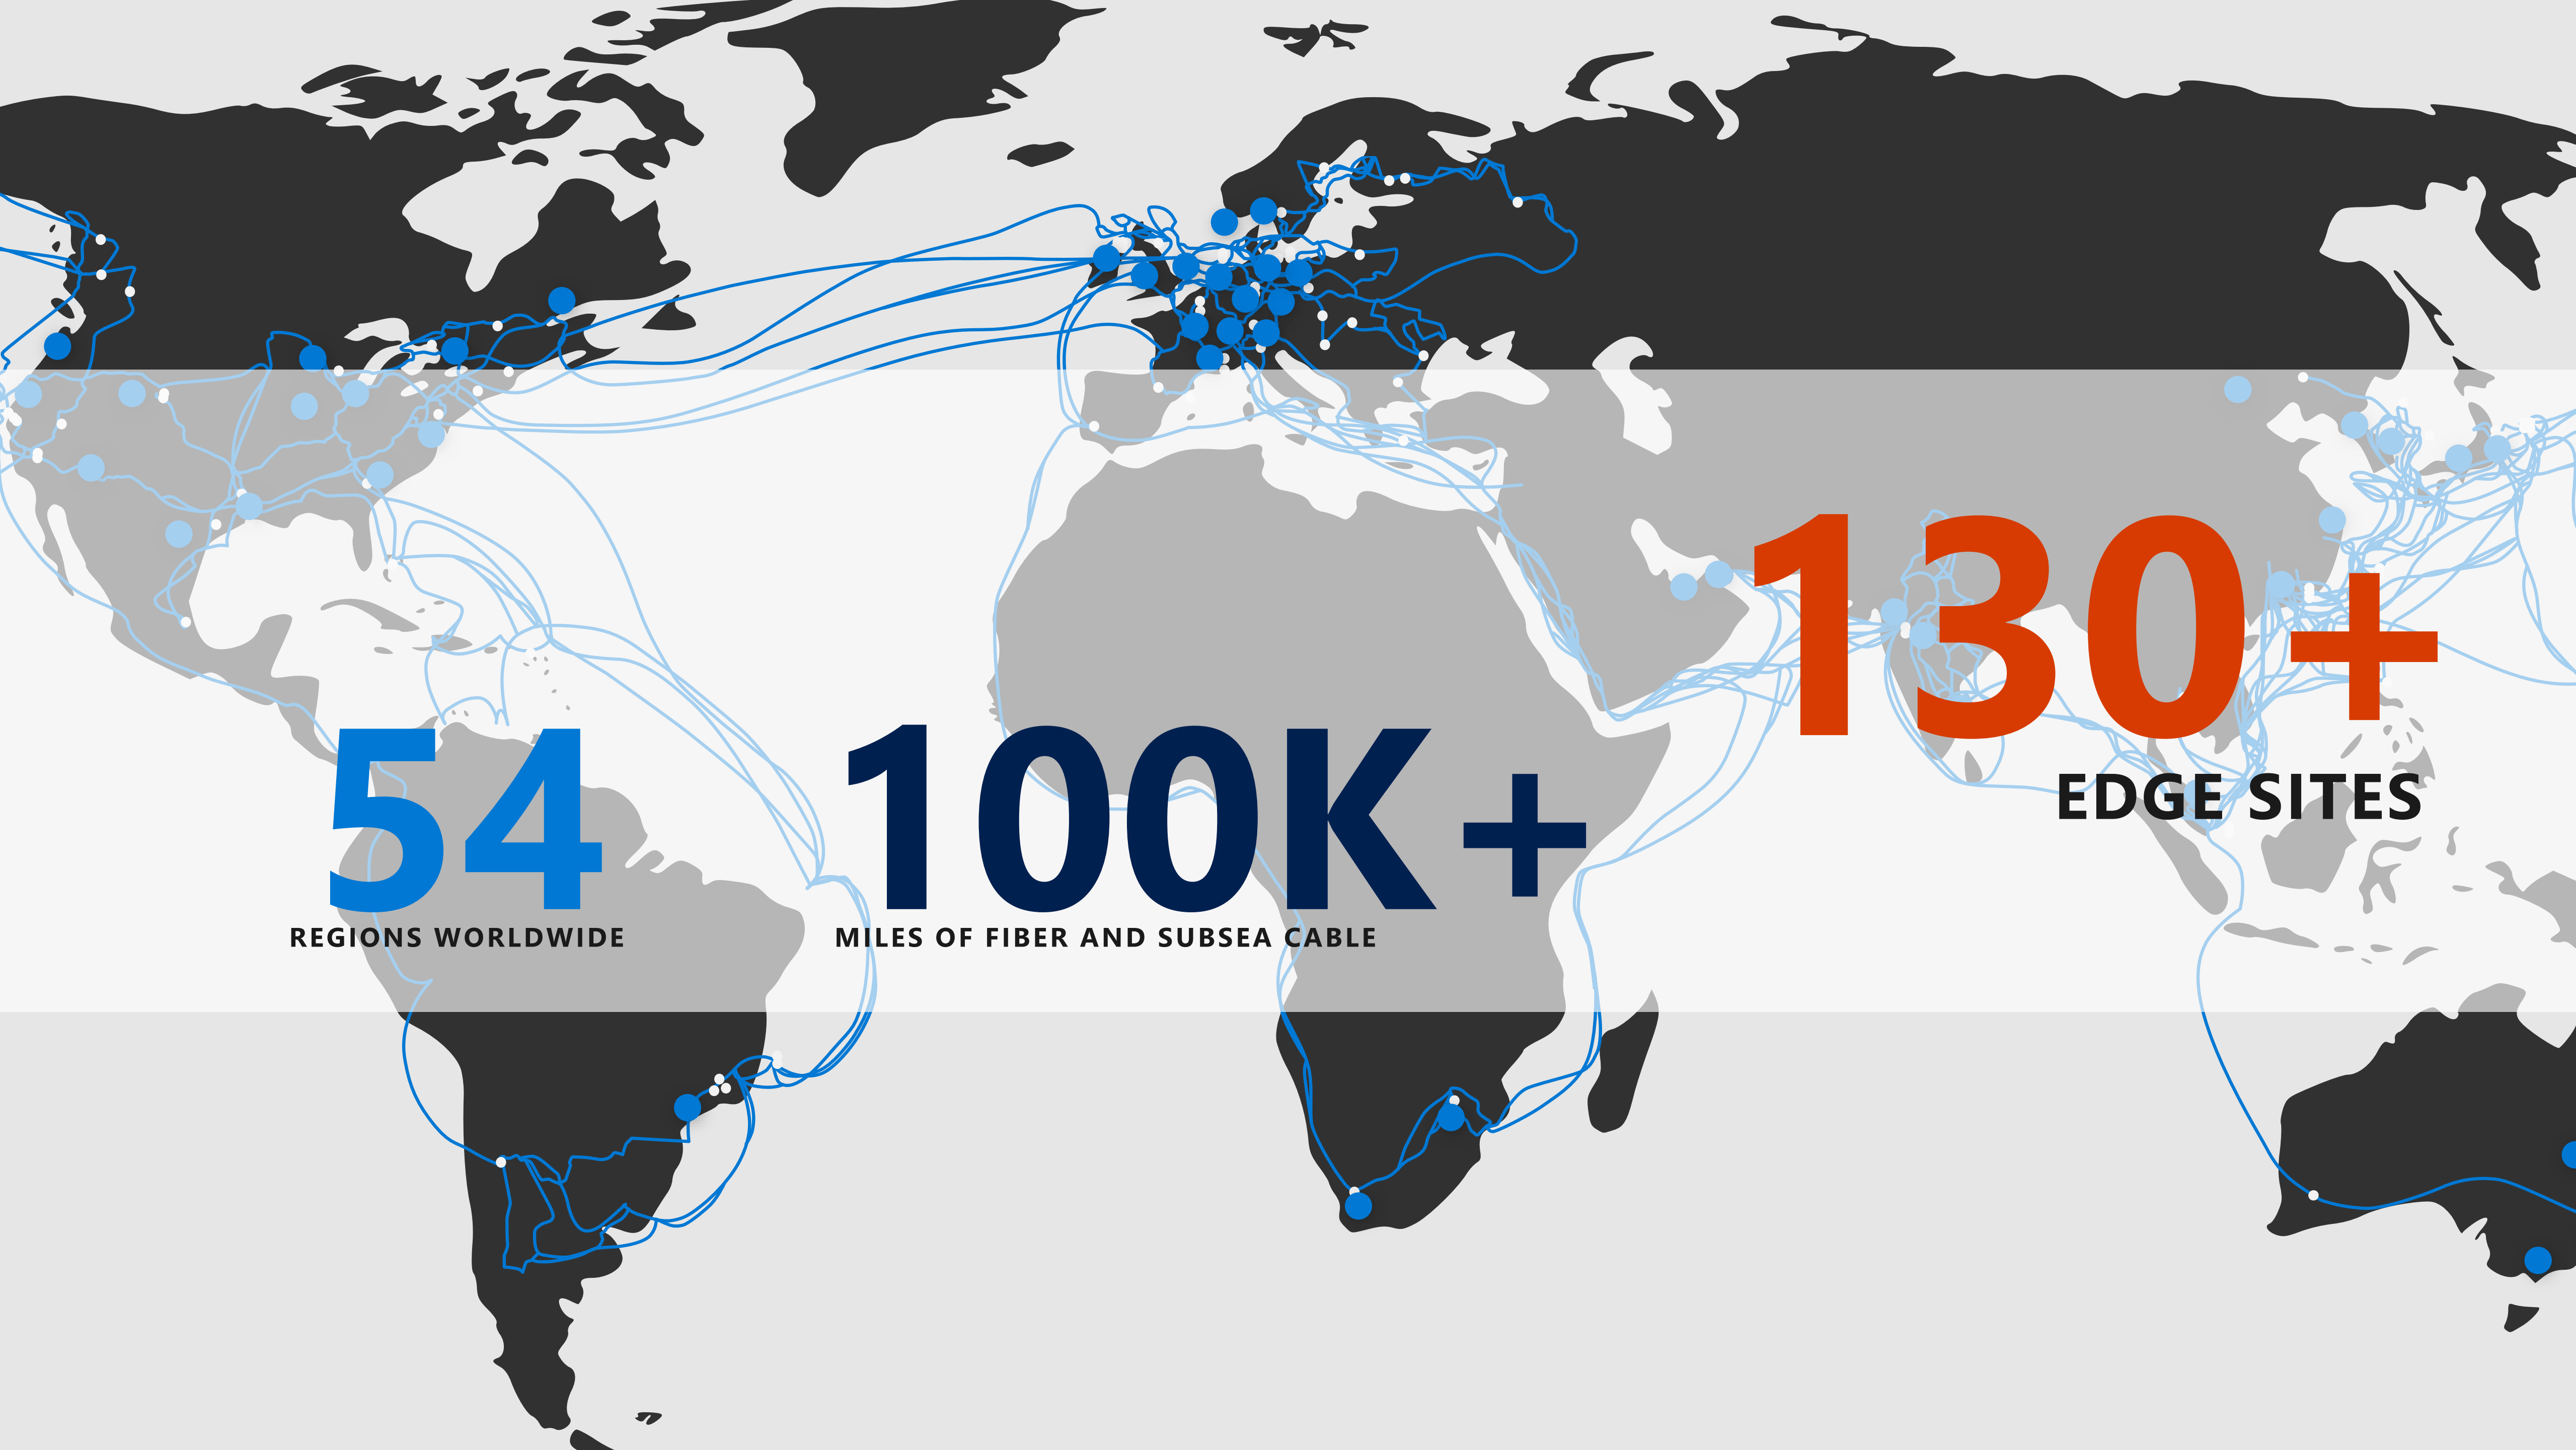 54
REGIONS WORLDWIDE
100K+
MILES OF FIBER AND SUBSEA CABLE
130+
EDGE SITES